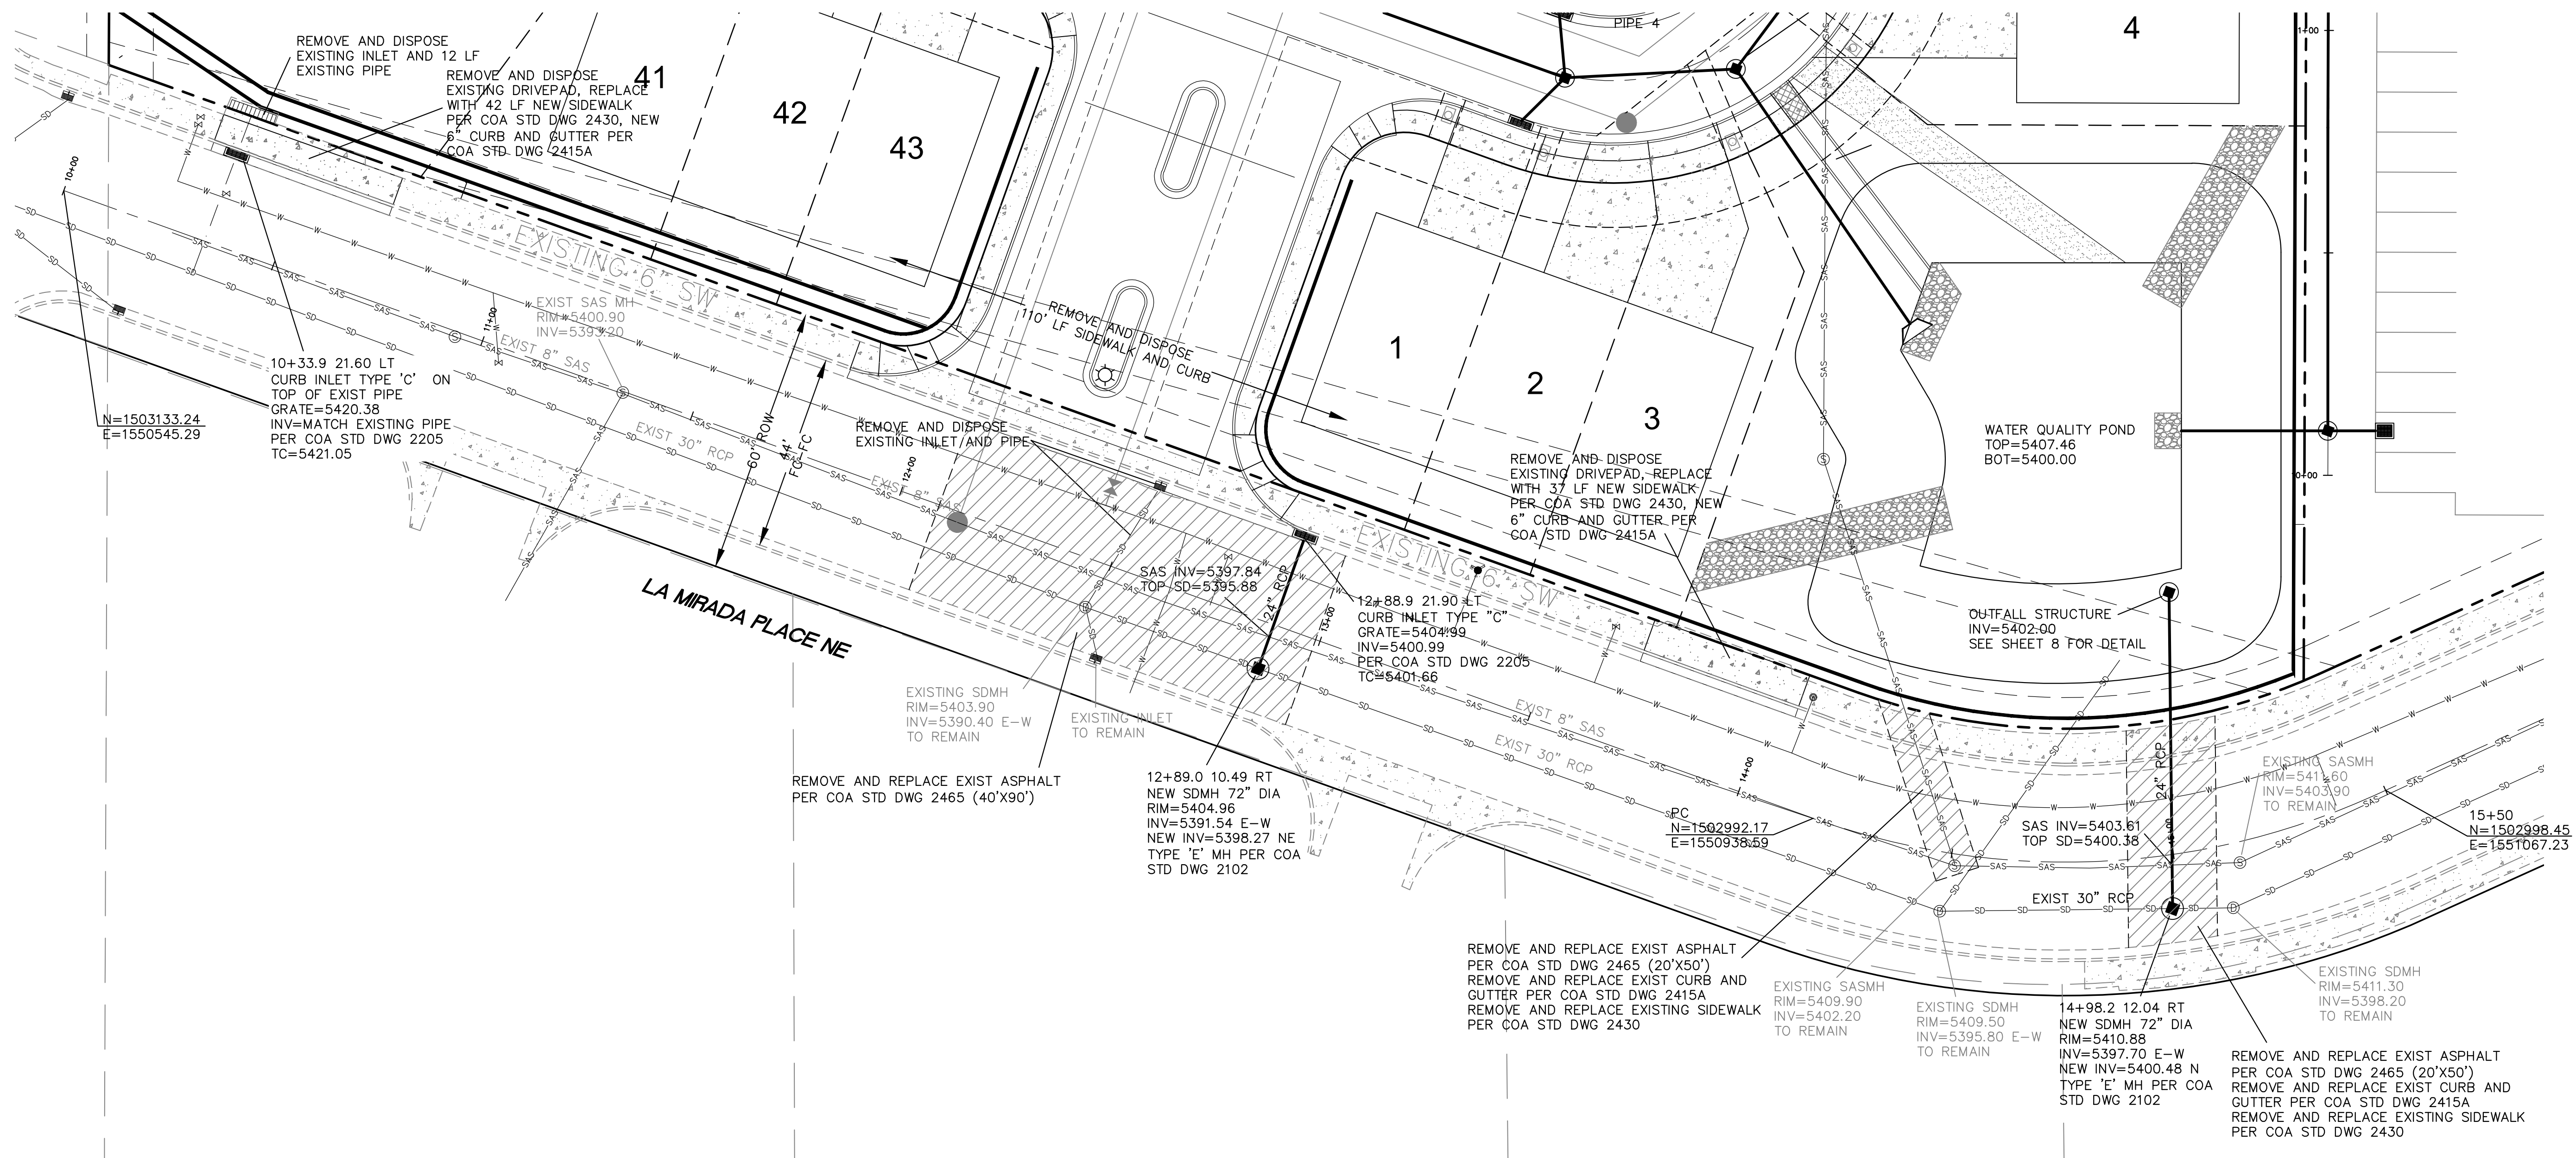 REMOVE AND DISPOSE
EXISTING INLET AND 12 LF
EXISTING PIPE
REMOVE AND DISPOSE
EXISTING DRIVEPAD, REPLACE
WITH 42 LF NEW SIDEWALK
PER COA STD DWG 2430, NEW
6" CURB AND GUTTER PER
COA STD DWG 2415A
41
42
43
PIPE 4
4
1+00
10+00
10+00
11+00
12+00
13+00
14+00
EXISTING 6' SW
EXIST SAS MH
RIM=5400.90
INV=5393.20
EXIST 8" SAS
N=1503133.24
E=1550545.29
10+33.9 21.60 LT
CURB INLET TYPE 'C' ON
TOP OF EXIST PIPE
GRATE=5420.38
INV=MATCH EXISTING PIPE
PER COA STD DWG 2205
TC=5421.05
EXIST 30" RCP
60' ROW
44'
FC-FC
REMOVE AND DISPOSE
110' LF SIDEWALK AND CURB
REMOVE AND DISPOSE
EXISTING INLET AND PIPE
EXIST 8" SAS
1
2
3
REMOVE AND DISPOSE
EXISTING DRIVEPAD, REPLACE
WITH 37 LF NEW SIDEWALK
PER COA STD DWG 2430, NEW
6" CURB AND GUTTER PER
COA STD DWG 2415A
WATER QUALITY POND
TOP=5407.46
BOT=5400.00
LA MIRADA PLACE NE
SAS INV=5397.84
TOP SD=5395.88
24" RCP
EXISTING 6' SW
12+88.9 21.90 LT
CURB INLET TYPE "C"
GRATE=5404.99
INV=5400.99
PER COA STD DWG 2205
TC=5401.66
OUTFALL STRUCTURE
INV=5402.00
SEE SHEET 8 FOR DETAIL
EXISTING SDMH
RIM=5403.90
INV=5390.40 E-W
TO REMAIN
EXISTING INLET
TO REMAIN
EXIST 8" SAS
EXIST 30" RCP
REMOVE AND REPLACE EXIST ASPHALT
PER COA STD DWG 2465 (40'X90')
12+89.0 10.49 RT
NEW SDMH 72" DIA
RIM=5404.96
INV=5391.54 E-W
NEW INV=5398.27 NE
TYPE 'E' MH PER COA
STD DWG 2102
PC
N=1502992.17
E=1550938.59
24" RCP
SAS INV=5403.61
TOP SD=5400.38
EXISTING SASMH
RIM=5411.60
INV=5403.90
TO REMAIN
15+50
N=1502998.45
E=1551067.23
EXIST 30" RCP
REMOVE AND REPLACE EXIST ASPHALT
PER COA STD DWG 2465 (20'X50')
REMOVE AND REPLACE EXIST CURB AND
GUTTER PER COA STD DWG 2415A
REMOVE AND REPLACE EXISTING SIDEWALK
PER COA STD DWG 2430
EXISTING SASMH
RIM=5409.90
INV=5402.20
TO REMAIN
EXISTING SDMH
RIM=5409.50
INV=5395.80 E-W
TO REMAIN
14+98.2 12.04 RT
NEW SDMH 72" DIA
RIM=5410.88
INV=5397.70 E-W
NEW INV=5400.48 N
TYPE 'E' MH PER COA
STD DWG 2102
EXISTING SDMH
RIM=5411.30
INV=5398.20
TO REMAIN
REMOVE AND REPLACE EXIST ASPHALT
PER COA STD DWG 2465 (20'X50')
REMOVE AND REPLACE EXIST CURB AND
GUTTER PER COA STD DWG 2415A
REMOVE AND REPLACE EXISTING SIDEWALK
PER COA STD DWG 2430